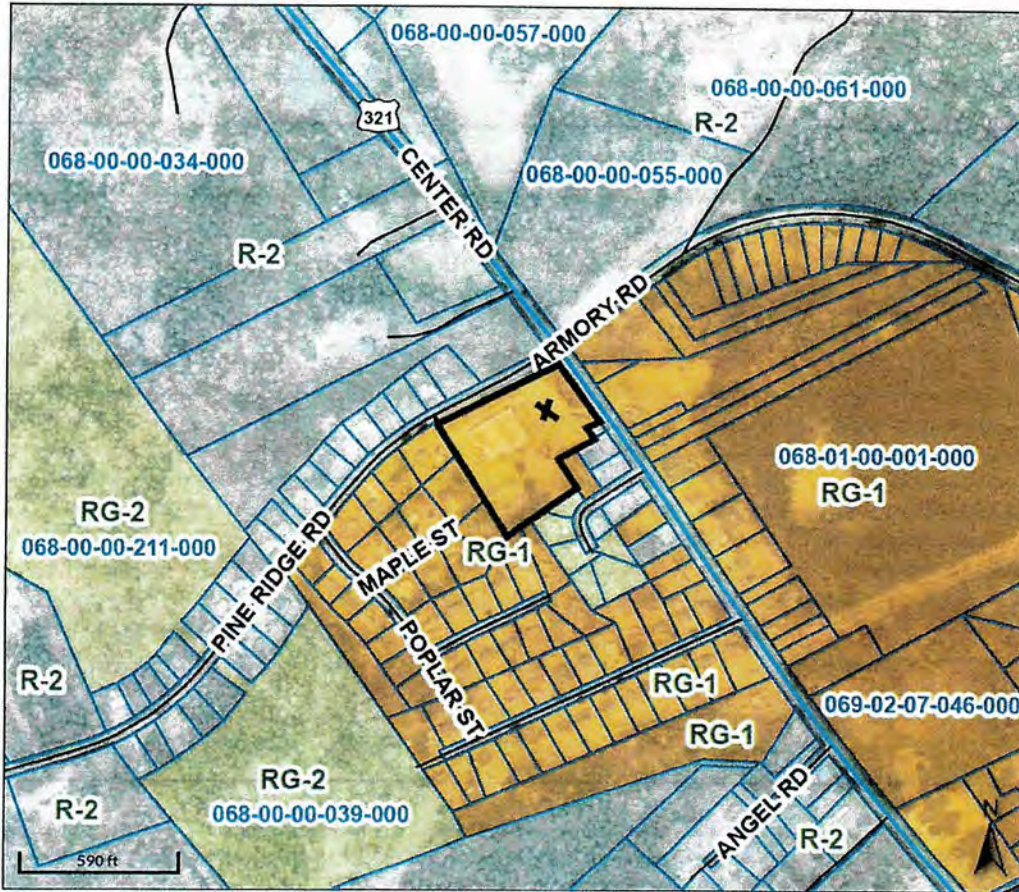 068-00-00-057-000
068-00-00-061-000
R-2
321
068-00-00-034-000
CENTER RD
068-00-00-055-000
R-2
ARMORY RD
X
068-01-00-001-000
RG-1
RG-2
068-00-00-211-000
MAPLE ST
RG-1
PINE RIDGE RD
POPLAR ST
R-2
RG-1
069-02-07-046-000
RG-1
RG-2
068-00-00-039-000
R-2
ANGEL RD
R-2
N
590 ft